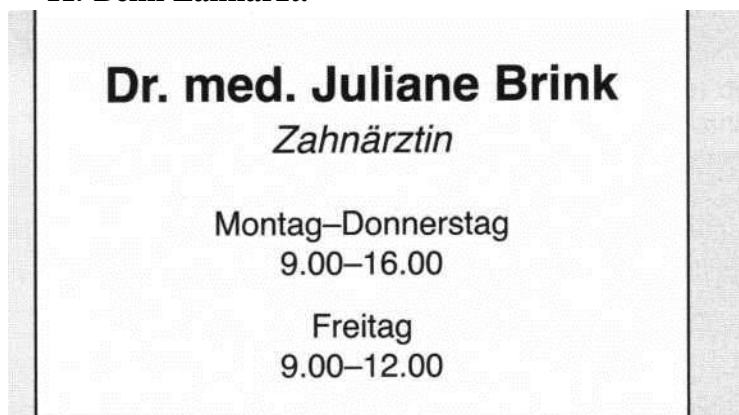 Dr. med. Juliane Brink
Zahnärztin
Montag–Donnerstag
9.00–16.00
Freitag
9.00–12.00